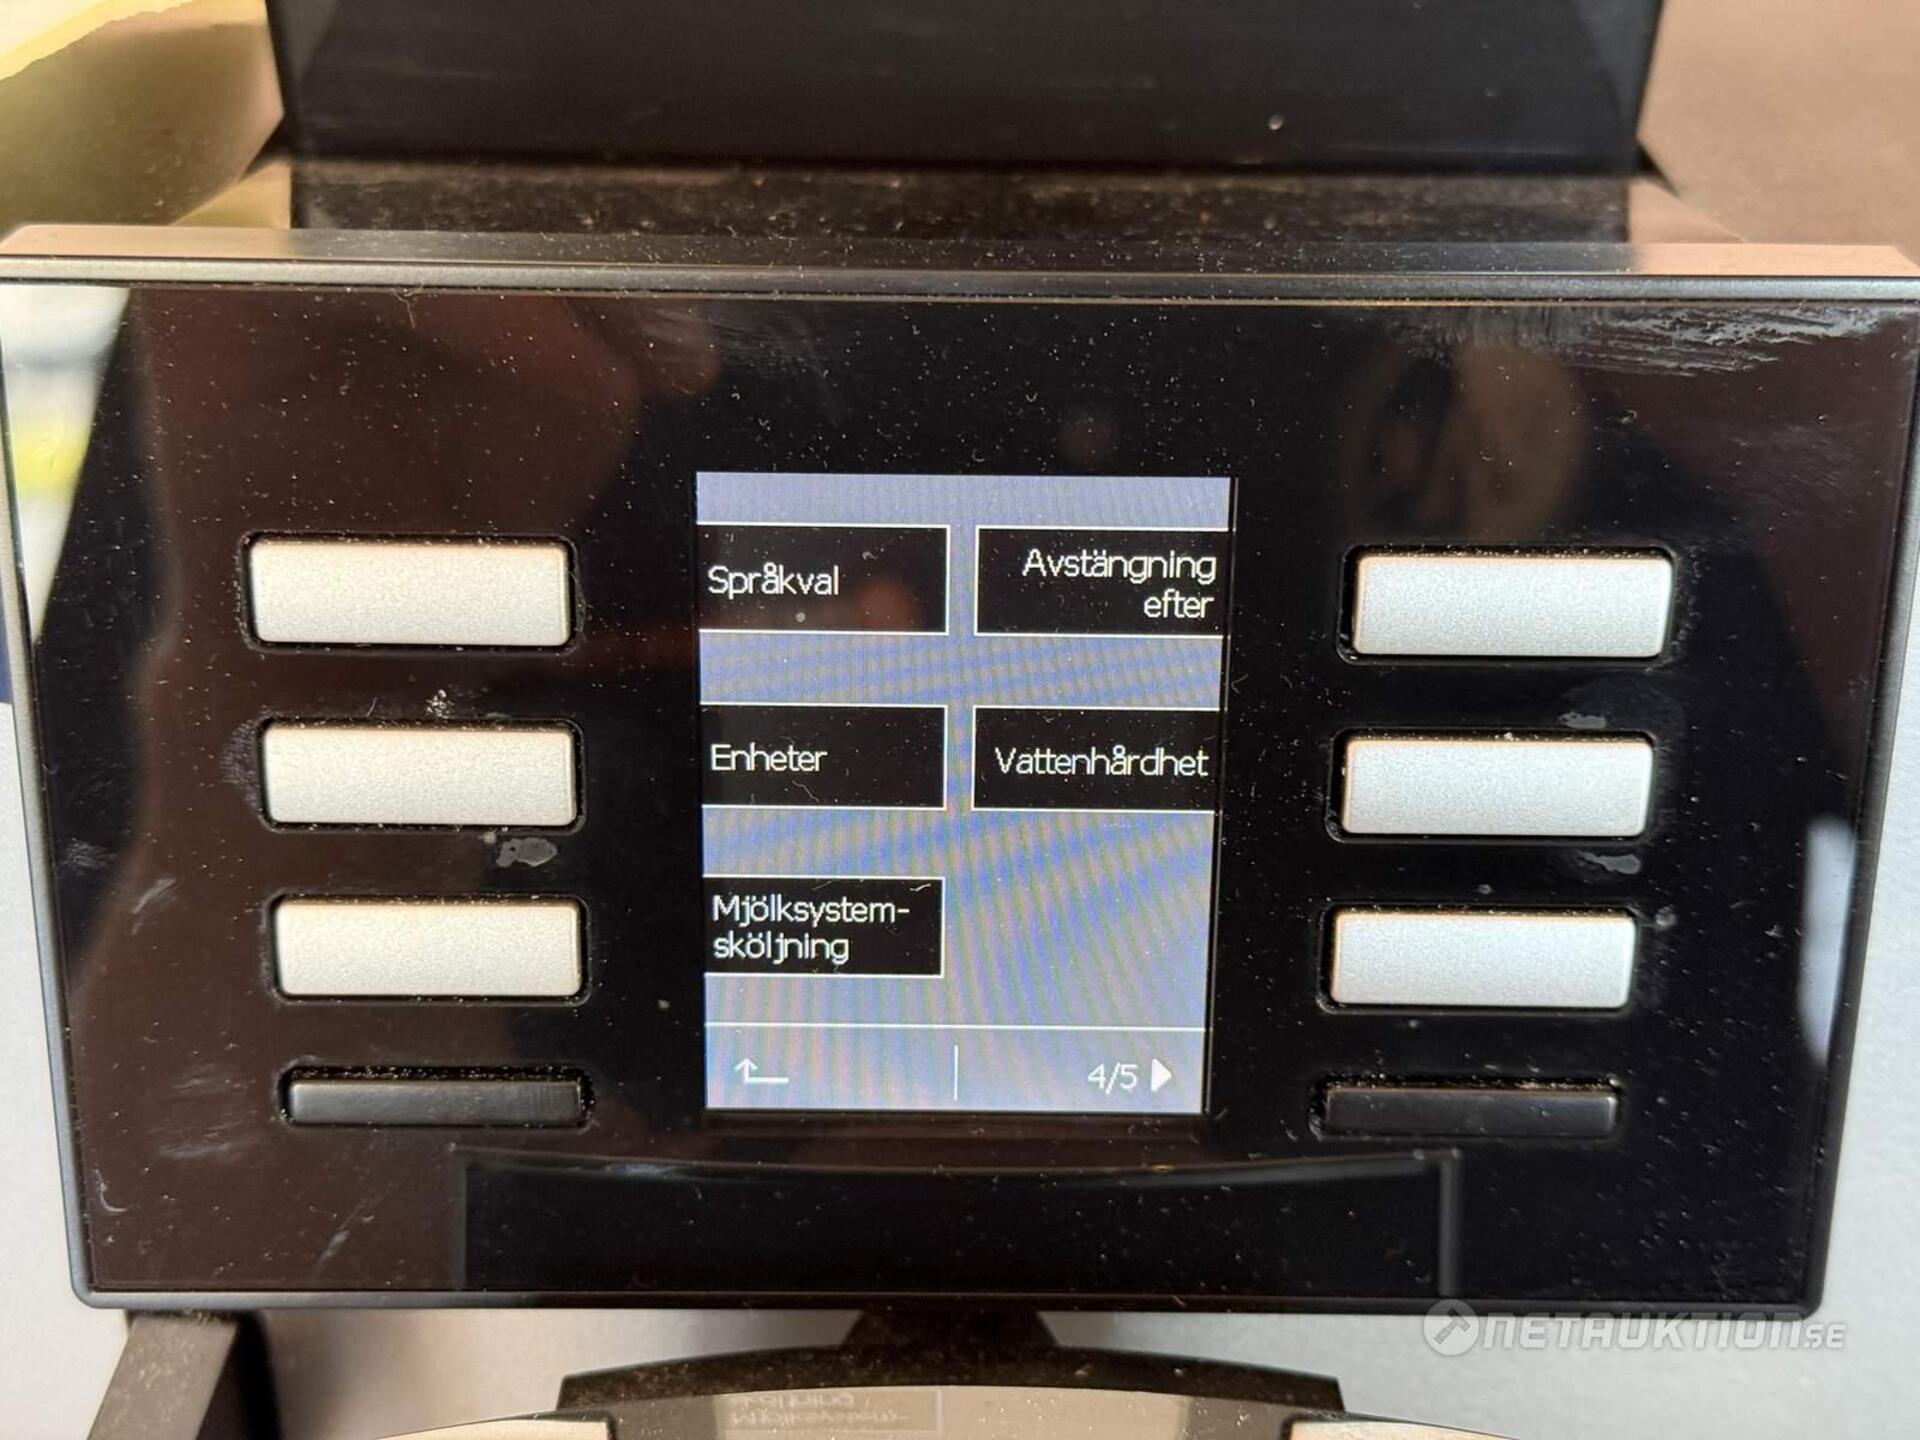 Språkval
Avstängning
efter
Enheter
Vattenhårdhet
Mjölksystem-
sköljning
4/5
NETAUKTION.SE